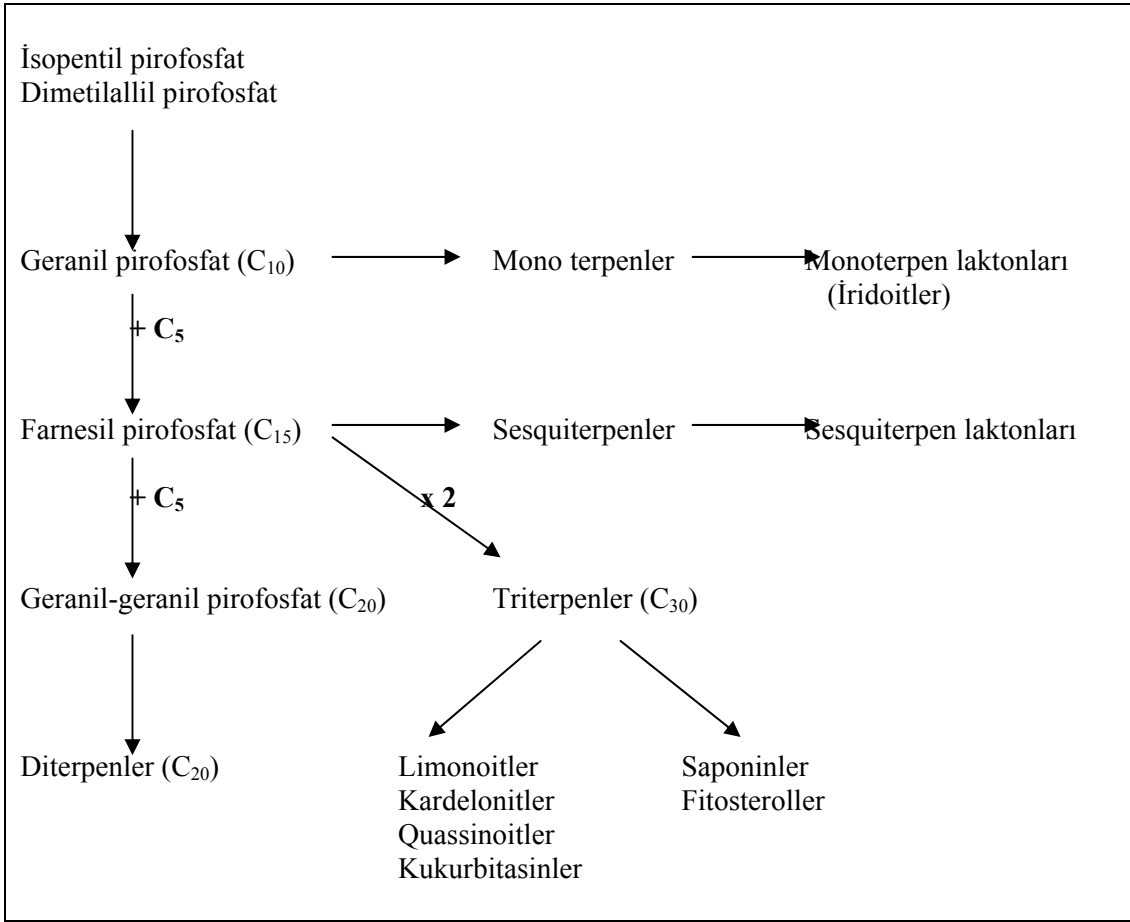 İsopentil pirofosfat
Dimetilallil pirofosfat
Geranil pirofosfat (C₁₀)
Mono terpenler
Monoterpen laktonları
(İridoitler)
+ C₅
Farnesil pirofosfat (C₁₅)
Sesquiterpenler
Sesquiterpen laktonları
+ C₅
x 2
Geranil-geranil pirofosfat (C₂₀)
Triterpenler (C₃₀)
Diterpenler (C₂₀)
Limonoitler
Kardelonitler
Quassinoitler
Kukurbitasinler
Saponinler
Fitosteroller